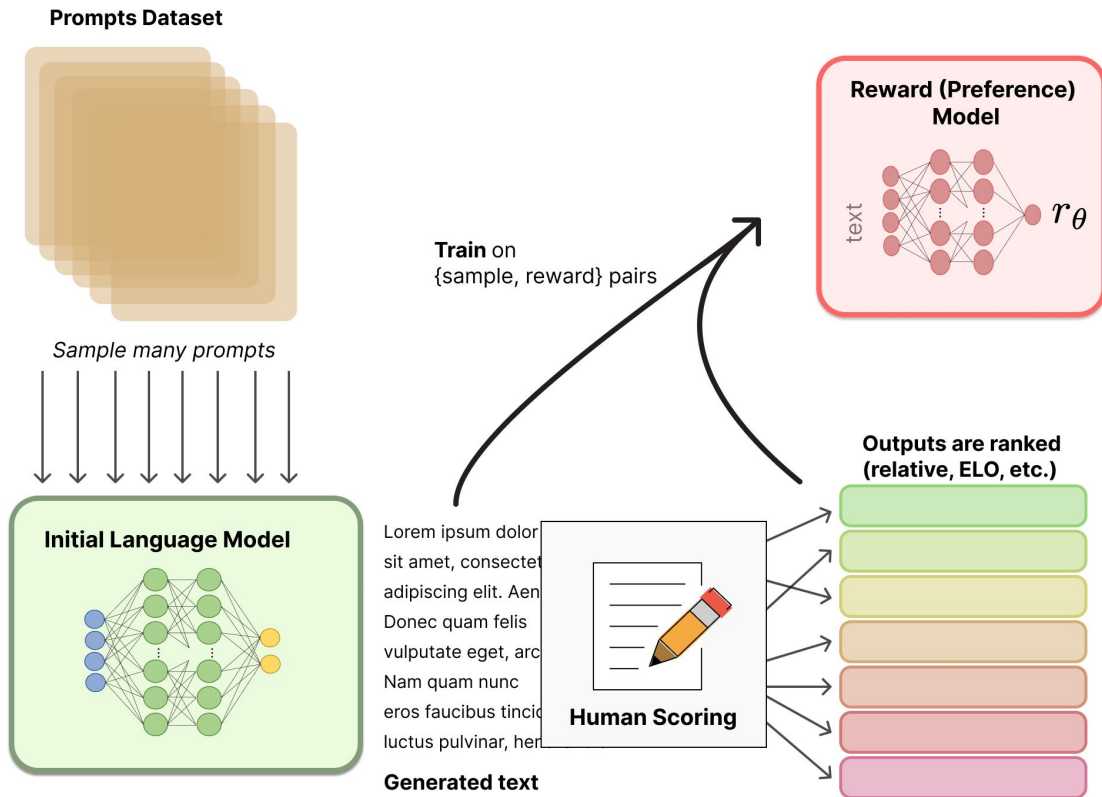 Prompts Dataset
Sample many prompts
Initial Language Model
Train on
{sample, reward} pairs
Reward (Preference)
Model
text
rθ
Lorem ipsum dolor
sit amet, consectet
adipiscing elit. Aen
Donec quam felis
vulputate eget, arc
Nam quam nunc
eros faucibus tincid
luctus pulvinar, hen
Generated text
Human Scoring
Outputs are ranked
(relative, ELO, etc.)